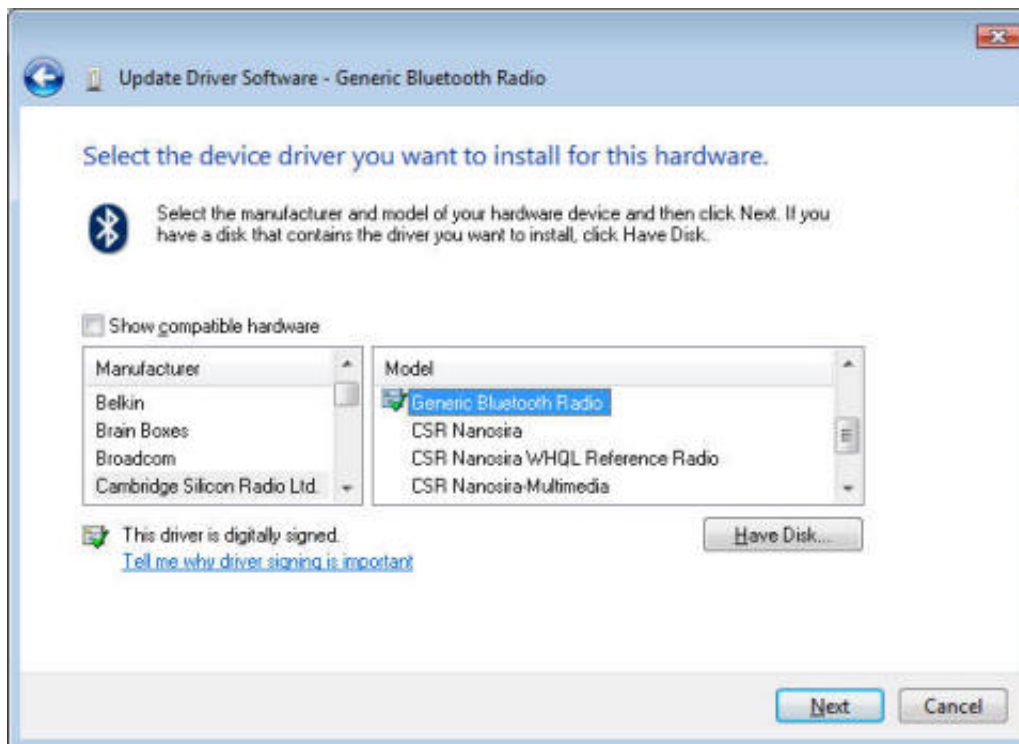 Update Driver Software - Generic Bluetooth Radio
Select the device driver you want to install for this hardware.
Select the manufacturer and model of your hardware device and then click Next. If you
have a disk that contains the driver you want to install, click Have Disk.
Show compatible hardware
Manufacturer
Belkin
Brain Boxes
Broadcom
Cambridge Silicon Radio Ltd.
Model
Generic Bluetooth Radio
CSR Nanosira
CSR Nanosira WHQL Reference Radio
CSR Nanosira-Multimedia
This driver is digitally signed.
Tell me why driver signing is important
Have Disk...
Next
Cancel